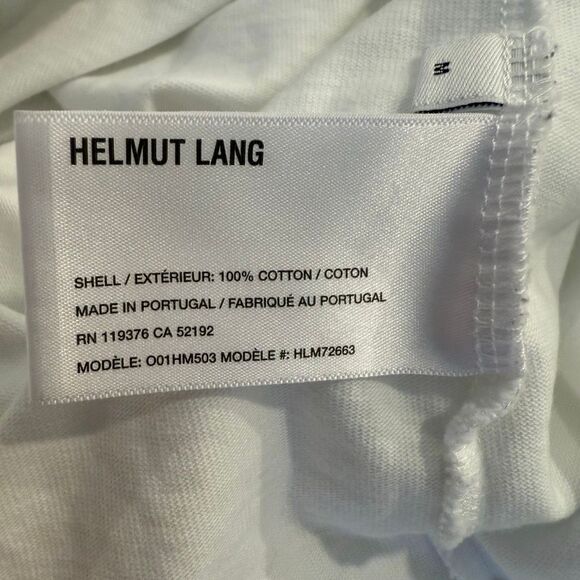 M
HELMUT LANG
SHELL / EXTÉRIEUR: 100% COTTON / COTON
MADE IN PORTUGAL / FABRIQUÉ AU PORTUGAL
RN 119376 CA 52192
MODÈLE: O01HM503 MODÈLE #: HLM72663